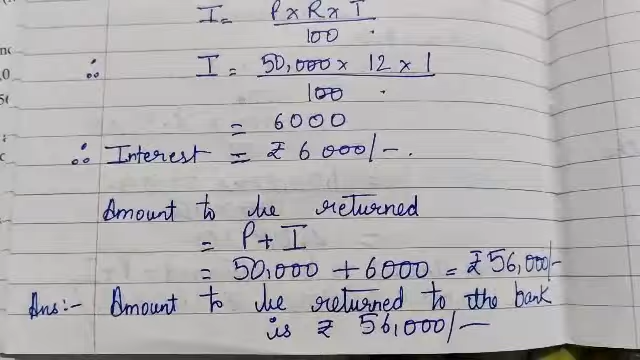 I = P x R x T / 100
∴ I = 50,000 x 12 x 1 / 100
= 6000
∴ Interest = ₹ 6000/-.
Amount to be returned
= P + I
= 50,000 + 6000 = ₹ 56,000/-
Ans:- Amount to be returned to the bank
is ₹ 56,000/-